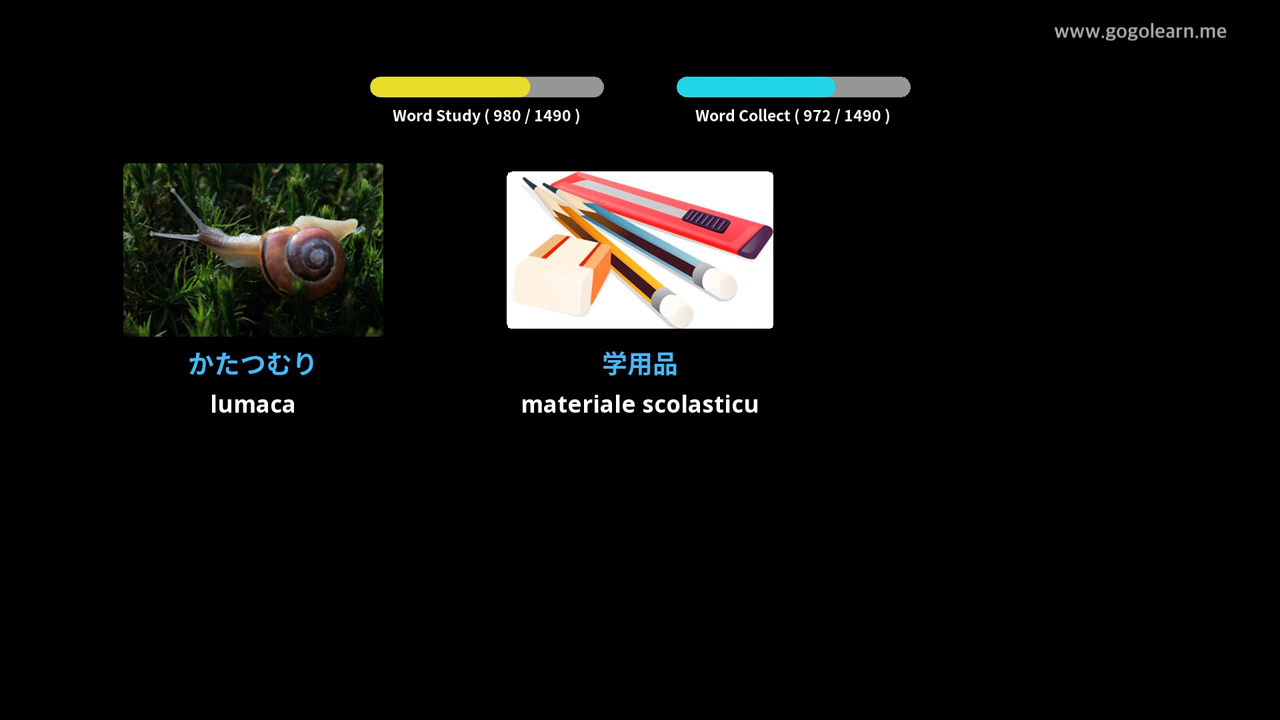 www.gogolearn.me
Word Study ( 980 / 1490 )
Word Collect ( 972 / 1490 )
かたつむり
lumaca
学用品
materiale scolasticu